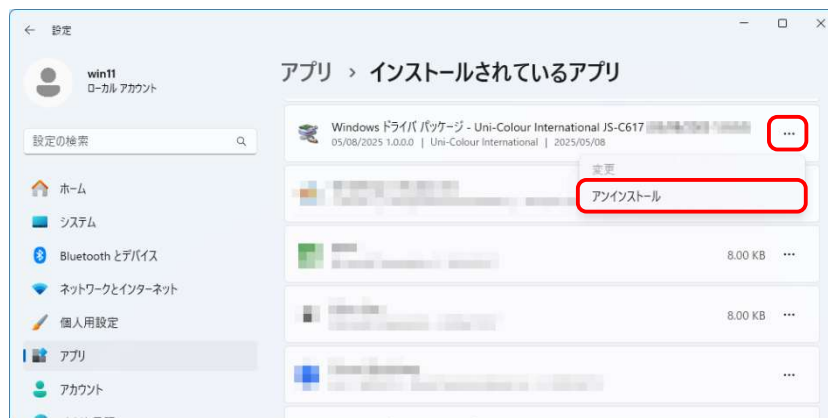 設定
win11
ローカル アカウント
アプリ › インストールされているアプリ
設定の検索
Windows ドライバ パッケージ - Uni-Colour International JS-C617
05/08/2025 1.0.0.0 | Uni-Colour International | 2025/05/08
変更
アンインストール
ホーム
システム
Bluetooth とデバイス
8.00 KB
ネットワークとインターネット
個人用設定
8.00 KB
アプリ
アカウント